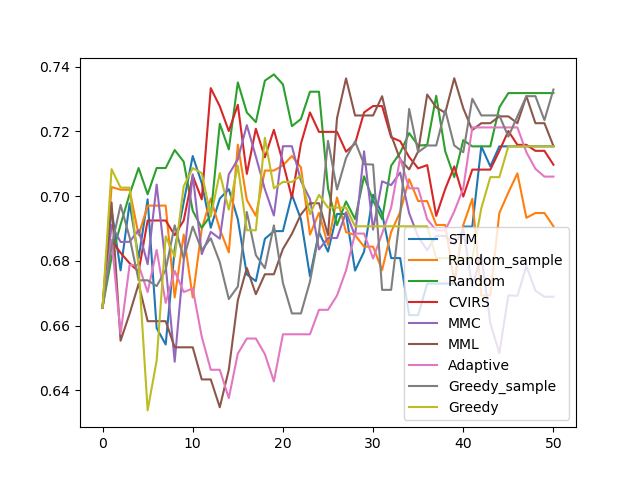 0.74
0.72
0.70
0.68
0.66
0.64
0
10
20
30
40
50
STM
Random_sample
Random
CVIRS
MMC
MML
Adaptive
Greedy_sample
Greedy